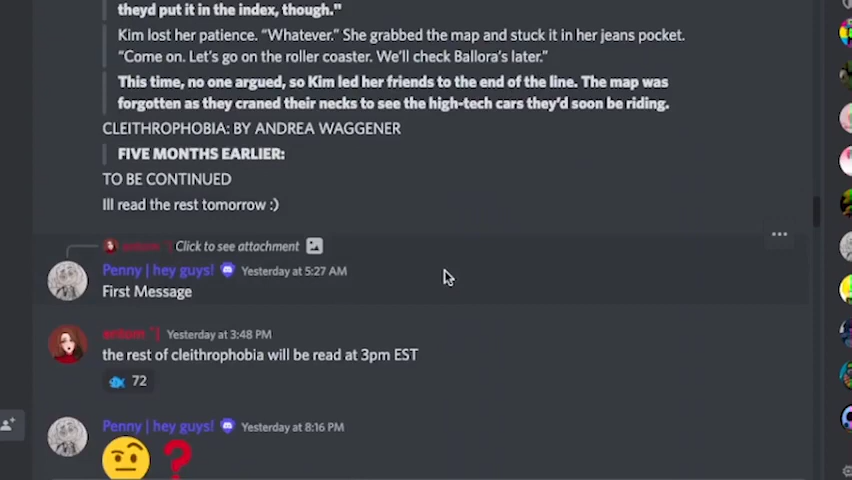 theyd put it in the index, though."
Kim lost her patience. “Whatever.” She grabbed the map and stuck it in her jeans pocket.
“Come on. Let’s go on the roller coaster. We’ll check Ballora’s later.”
This time, no one argued, so Kim led her friends to the end of the line. The map was
forgotten as they craned their necks to see the high-tech cars they’d soon be riding.
CLEITHROPHOBIA: BY ANDREA WAGGENER
FIVE MONTHS EARLIER:
TO BE CONTINUED
Ill read the rest tomorrow :)
Click to see attachment
Penny | hey guys! Yesterday at 5:27 AM
First Message
Yesterday at 3:48 PM
the rest of cleithrophobia will be read at 3pm EST
72
Penny | hey guys! Yesterday at 8:16 PM